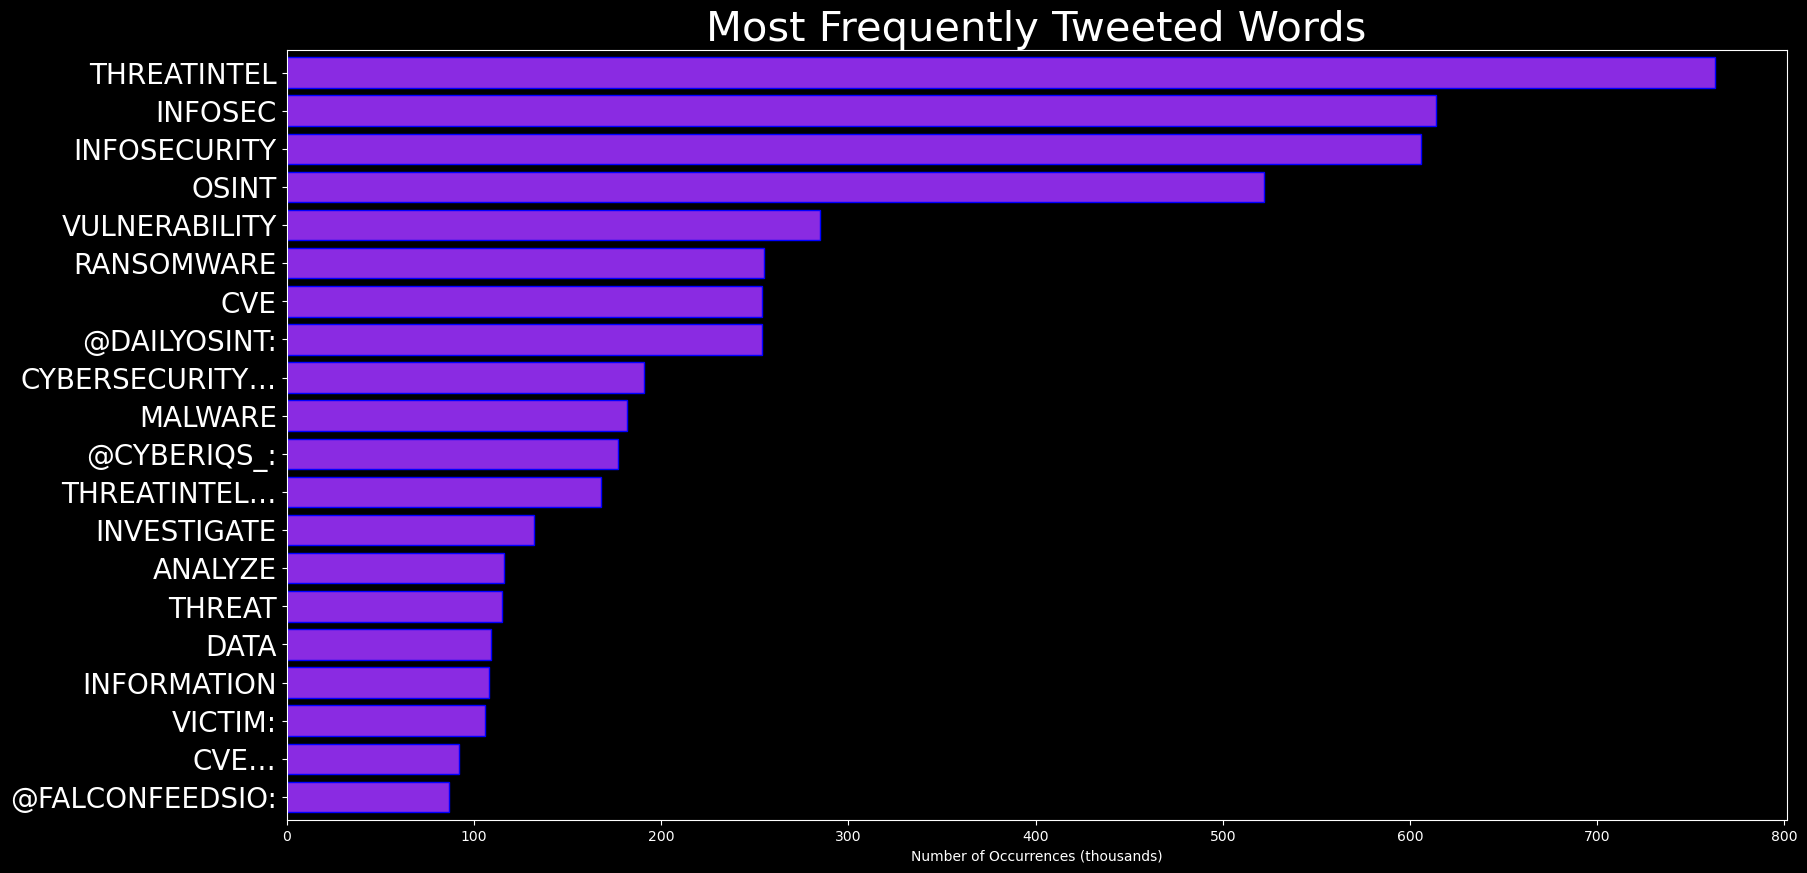 Most Frequently Tweeted Words
THREATINTEL
INFOSEC
INFOSECURITY
OSINT
VULNERABILITY
RANSOMWARE
CVE
@DAILYOSINT:
CYBERSECURITY…
MALWARE
@CYBERIQS_:
THREATINTEL…
INVESTIGATE
ANALYZE
THREAT
DATA
INFORMATION
VICTIM:
CVE…
@FALCONFEEDSIO:
0 100 200 300 400 500 600 700 800
Number of Occurrences (thousands)